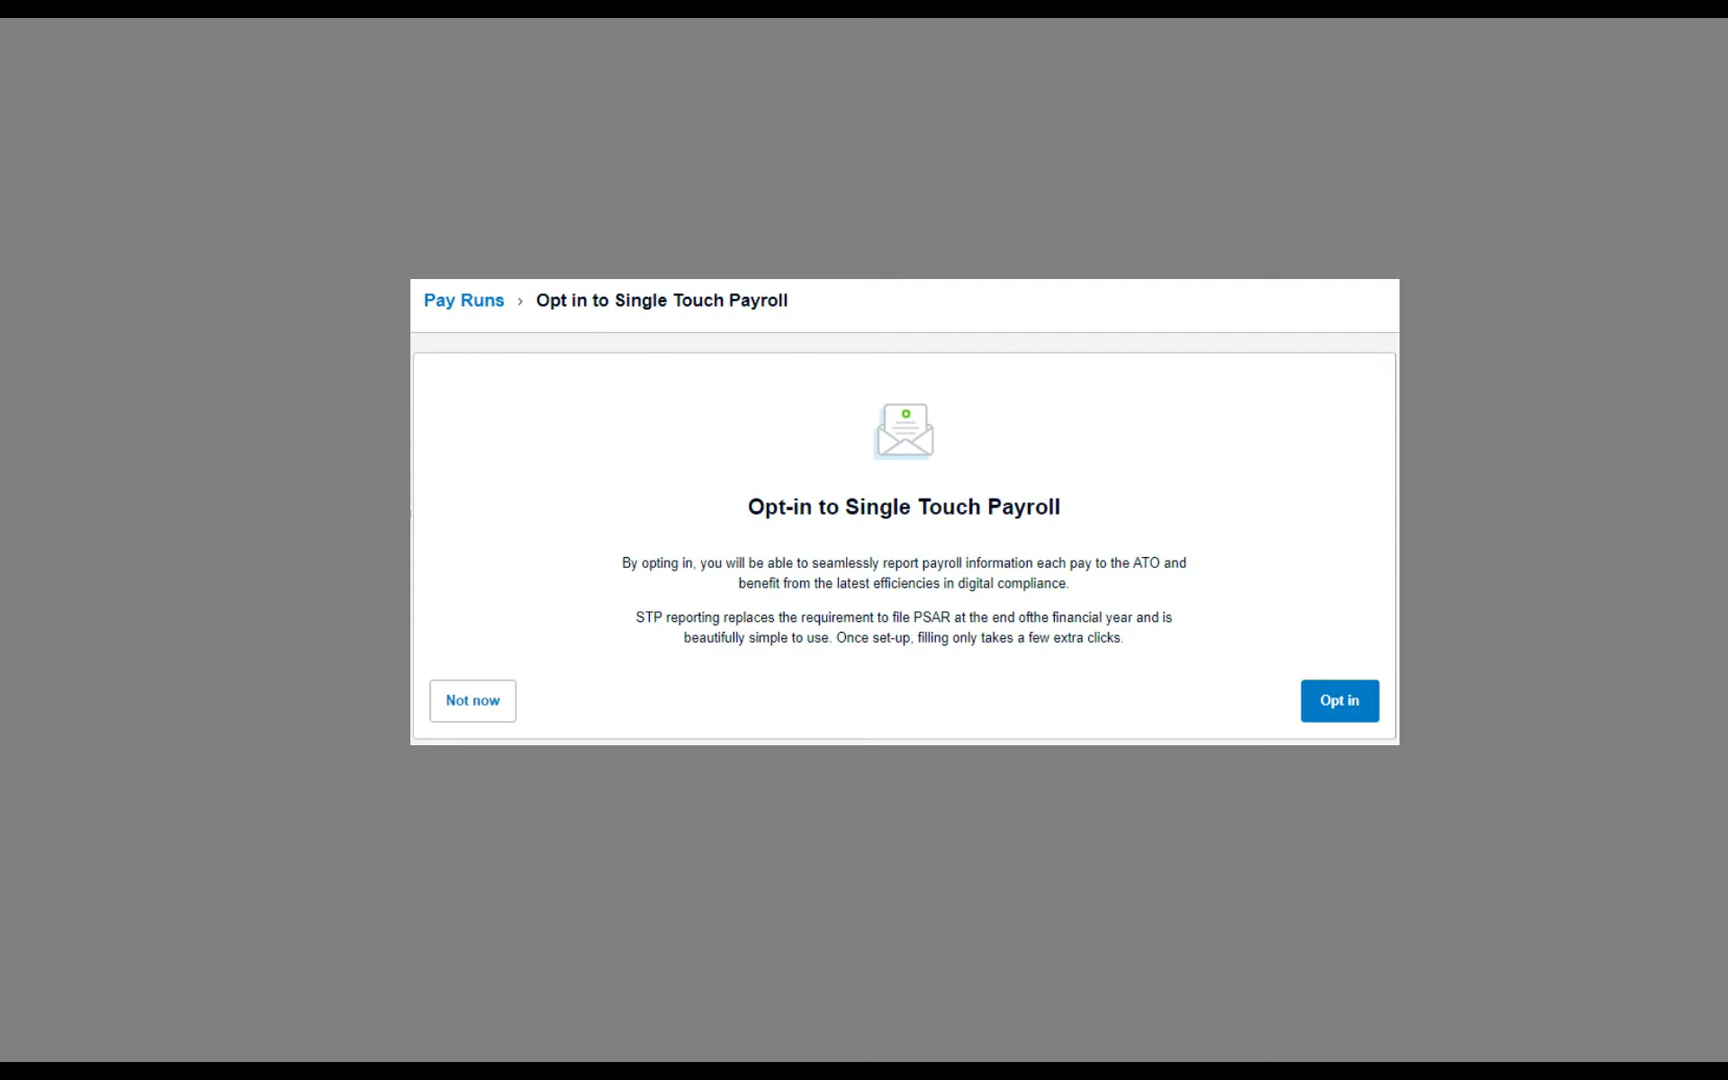 Pay Runs › Opt in to Single Touch Payroll
Opt-in to Single Touch Payroll
By opting in, you will be able to seamlessly report payroll information each pay to the ATO and
benefit from the latest efficiencies in digital compliance.
STP reporting replaces the requirement to file PSAR at the end ofthe financial year and is
beautifully simple to use. Once set-up, filling only takes a few extra clicks.
Not now
Opt in